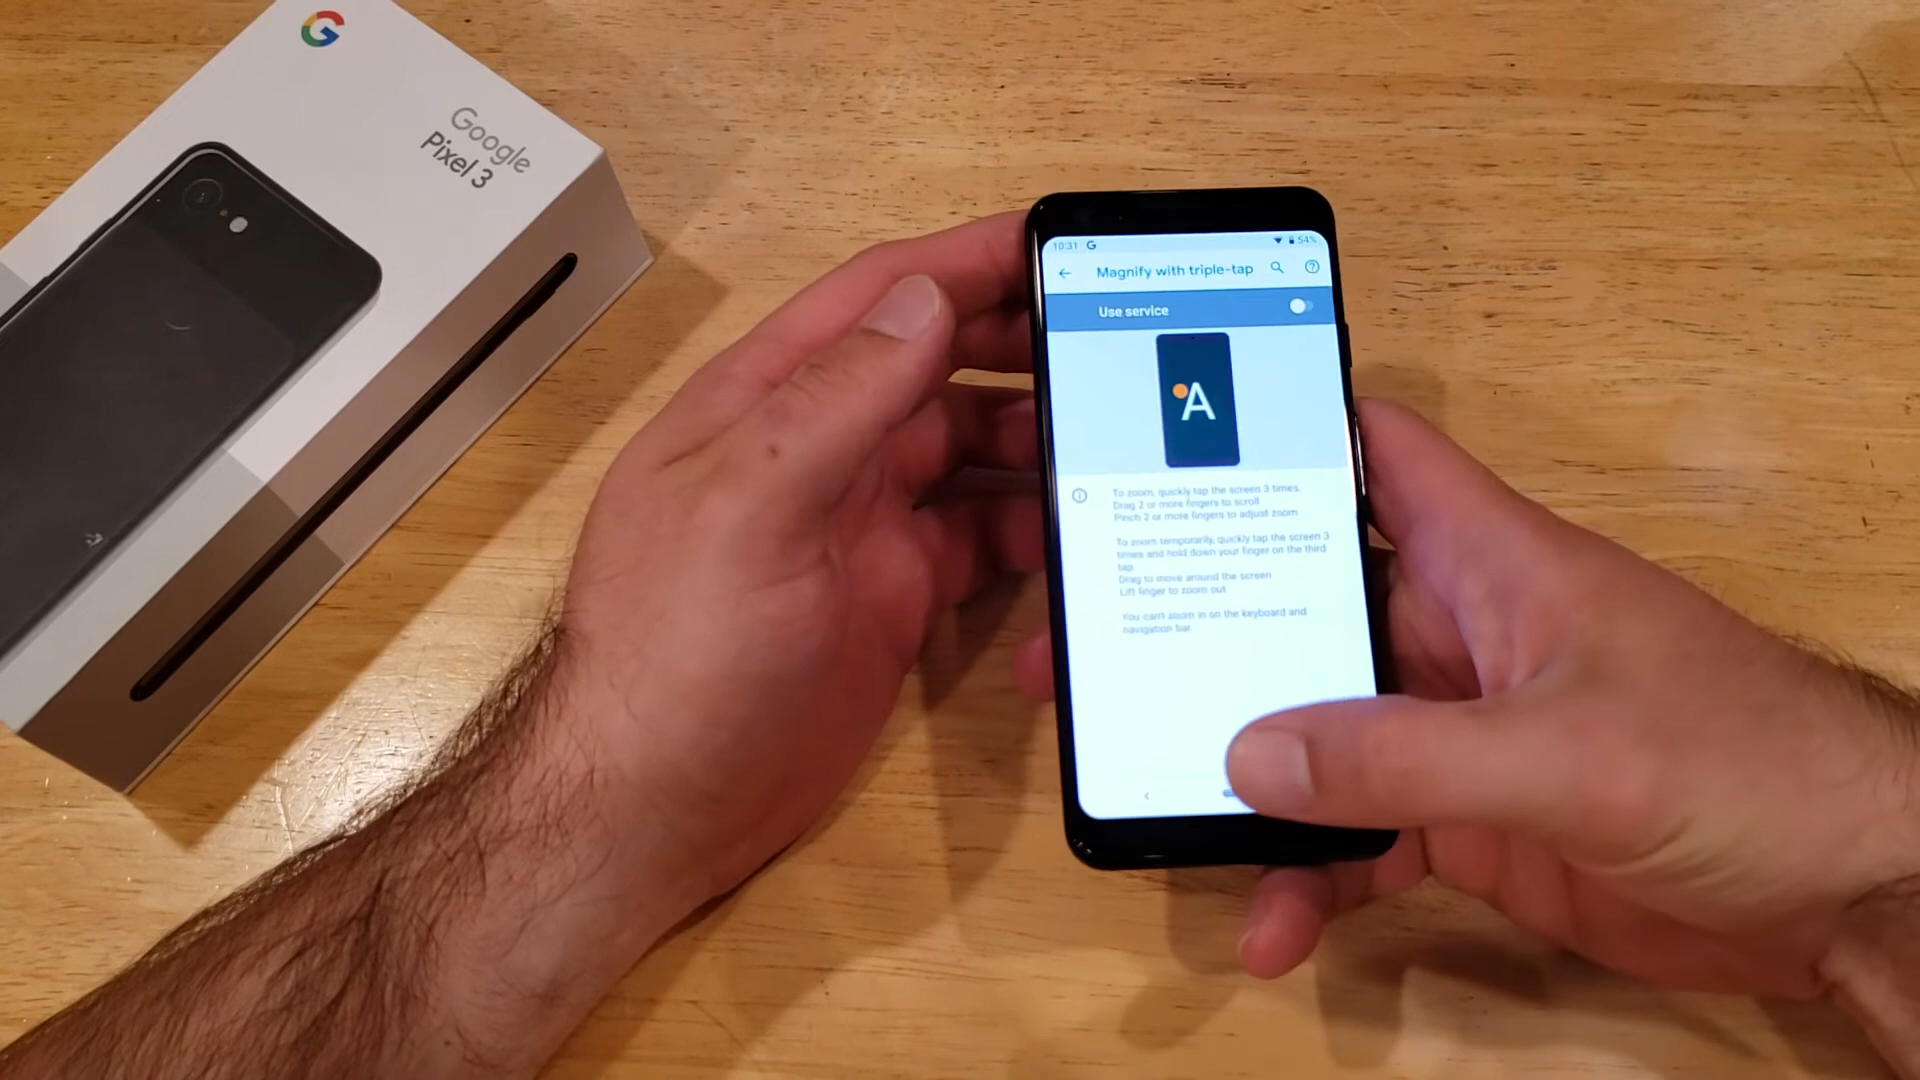 G
Google
Pixel 3
10:31 G 54%
Magnify with triple-tap
Use service
A
To zoom, quickly tap the screen 3 times.
Drag 2 or more fingers to scroll
Pinch 2 or more fingers to adjust zoom
To zoom temporarily, quickly tap the screen 3
times and hold down your finger on the third
tap.
Drag to move around the screen
Lift finger to zoom out
You can't zoom in on the keyboard and
navigation bar.